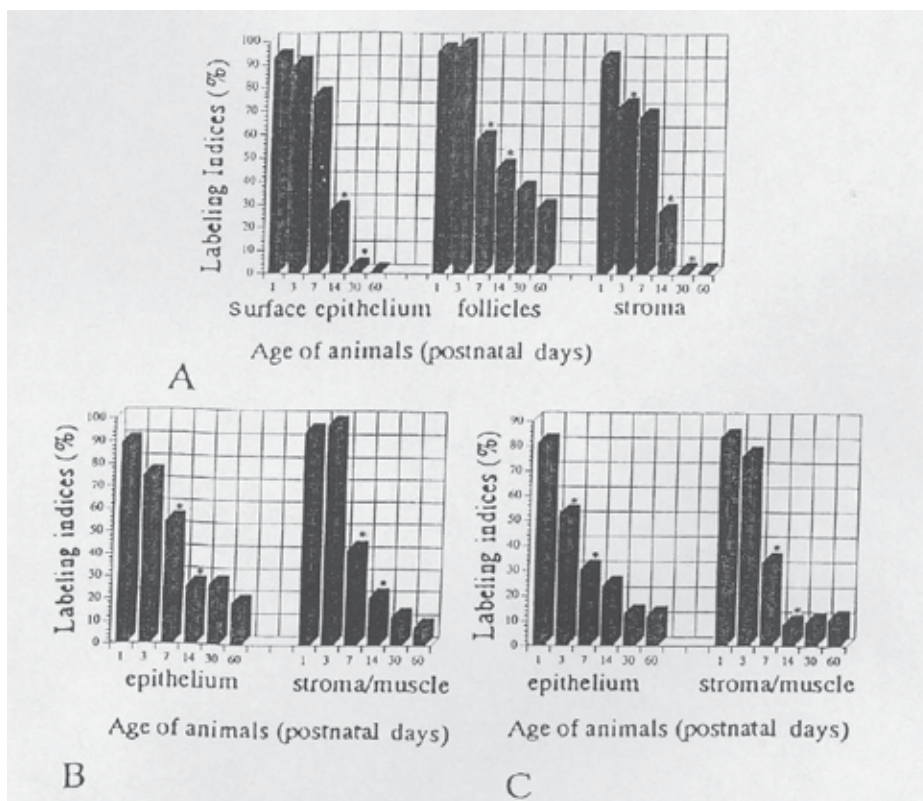 Labeling Indices (%)
100
90
80
70
60
50
40
30
20
10
0
1 3 7 14 30 60 1 3 7 14 30 60 1 3 7 14 30 60
Surface epithelium follicles stroma
Age of animals (postnatal days)
A
Labeling indices (%)
100
90
80
70
60
50
40
30
20
10
0
1 3 7 14 30 60 1 3 7 14 30 60
epithelium stroma/muscle
Age of animals (postnatal days)
B
Labeling indices (%)
90
80
70
60
50
40
30
20
10
0
1 3 7 14 30 60 1 3 7 14 30 60
epithelium stroma/muscle
Age of animals (postnatal days)
C